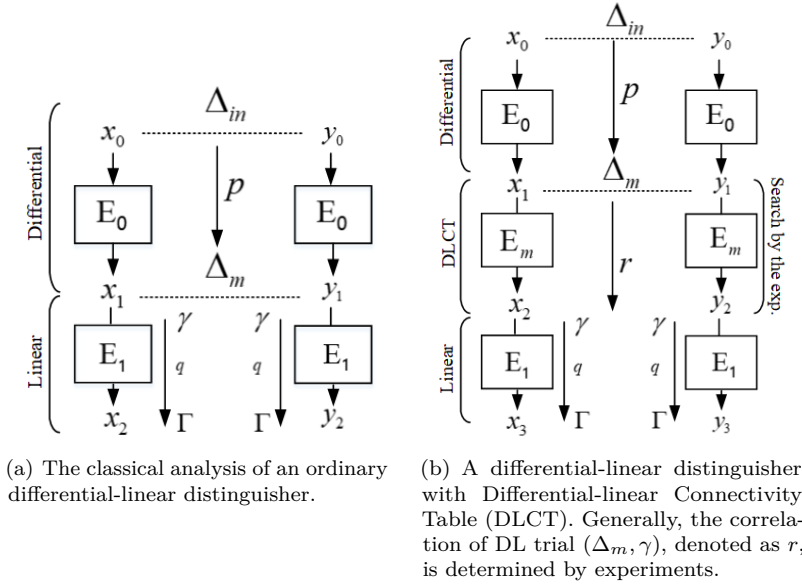 Differential
Δin
x0
y0
E0
p
E0
Δm
x1
y1
Linear
E1
γ
γ
E1
q
q
x2
Γ
Γ
y2
(a) The classical analysis of an ordinary
differential-linear distinguisher.
Differential
Δin
x0
y0
E0
p
E0
Δm
x1
y1
DLCT
Em
r
Em
Search by the exp.
x2
y2
Linear
γ
γ
E1
q
q
E1
x3
Γ
Γ
y3
(b) A differential-linear distinguisher
with Differential-linear Connectivity
Table (DLCT). Generally, the correla-
tion of DL trial (Δm, γ), denoted as r,
is determined by experiments.